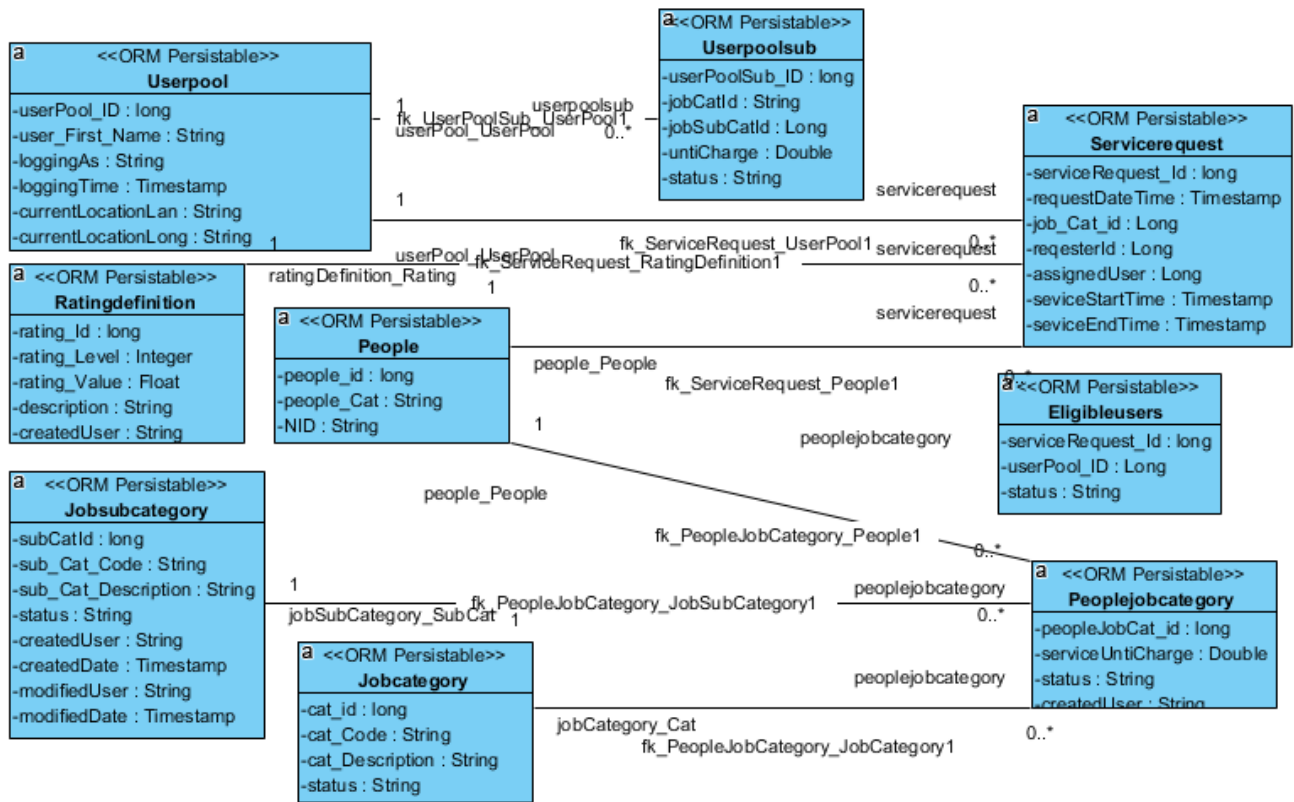 a <<ORM Persistable>>
Userpool
-userPool_ID : long
-user_First_Name : String
-loggingAs : String
-loggingTime : Timestamp
-currentLocationLan : String
-currentLocationLong : String
1
userpoolsub
fk_UserPoolSub_UserPool1
userPool_UserPool
0..*
a <<ORM Persistable>>
Userpoolsub
-userPoolSub_ID : long
-jobCatId : String
-jobSubCatId : Long
-untiCharge : Double
-status : String
a <<ORM Persistable>>
Servicerequest
-serviceRequest_Id : long
-requestDateTime : Timestamp
-job_Cat_id : Long
-reqesterId : Long
-assignedUser : Long
-seviceStartTime : Timestamp
-seviceEndTime : Timestamp
1
servicerequest
userPool_UserPool
fk_ServiceRequest_UserPool1
0..*
1
servicerequest
ratingDefinition_Rating
fk_ServiceRequest_RatingDefinition1
0..*
1
servicerequest
people_People
fk_ServiceRequest_People1
0..*
a <<ORM Persistable>>
Ratingdefinition
-rating_Id : long
-rating_Level : Integer
-rating_Value : Float
-description : String
-createdUser : String
a <<ORM Persistable>>
People
-people_id : long
-people_Cat : String
-NID : String
a <<ORM Persistable>>
Eligibleusers
-serviceRequest_Id : long
-userPool_ID : Long
-status : String
1
peoplejobcategory
people_People
fk_PeopleJobCategory_People1
0..*
a <<ORM Persistable>>
Jobsubcategory
-subCatId : long
-sub_Cat_Code : String
-sub_Cat_Description : String
-status : String
-createdUser : String
-createdDate : Timestamp
-modifiedUser : String
-modifiedDate : Timestamp
1
peoplejobcategory
jobSubCategory_SubCat
fk_PeopleJobCategory_JobSubCategory1
0..*
a <<ORM Persistable>>
Peoplejobcategory
-peopleJobCat_id : long
-serviceUntiCharge : Double
-status : String
-createdUser : String
a <<ORM Persistable>>
Jobcategory
-cat_id : long
-cat_Code : String
-cat_Description : String
-status : String
1
peoplejobcategory
jobCategory_Cat
fk_PeopleJobCategory_JobCategory1
0..*